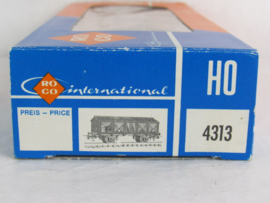 RO
CO
international
HO
PREIS – PRICE
4313